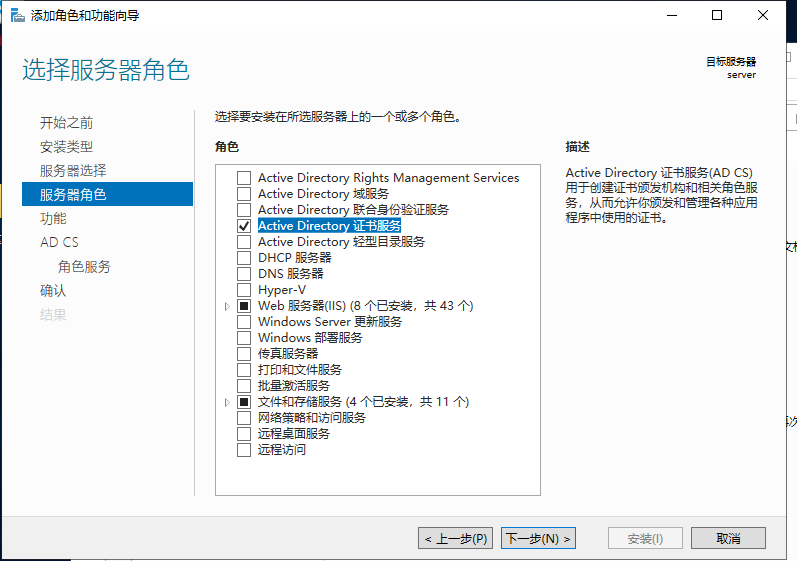 添加角色和功能向导
选择服务器角色
目标服务器
server
开始之前
安装类型
服务器选择
服务器角色
功能
AD CS
角色服务
确认
结果
选择要安装在所选服务器上的一个或多个角色。
角色
Active Directory Rights Management Services
Active Directory 域服务
Active Directory 联合身份验证服务
Active Directory 证书服务
Active Directory 轻型目录服务
DHCP 服务器
DNS 服务器
Hyper-V
Web 服务器(IIS) (8 个已安装，共 43 个)
Windows Server 更新服务
Windows 部署服务
传真服务器
打印和文件服务
批量激活服务
文件和存储服务 (4 个已安装，共 11 个)
网络策略和访问服务
远程桌面服务
远程访问
描述
Active Directory 证书服务(AD CS)
用于创建证书颁发机构和相关角色服
务，从而允许你颁发和管理各种应用
程序中使用的证书。
< 上一步(P)
下一步(N) >
安装(I)
取消